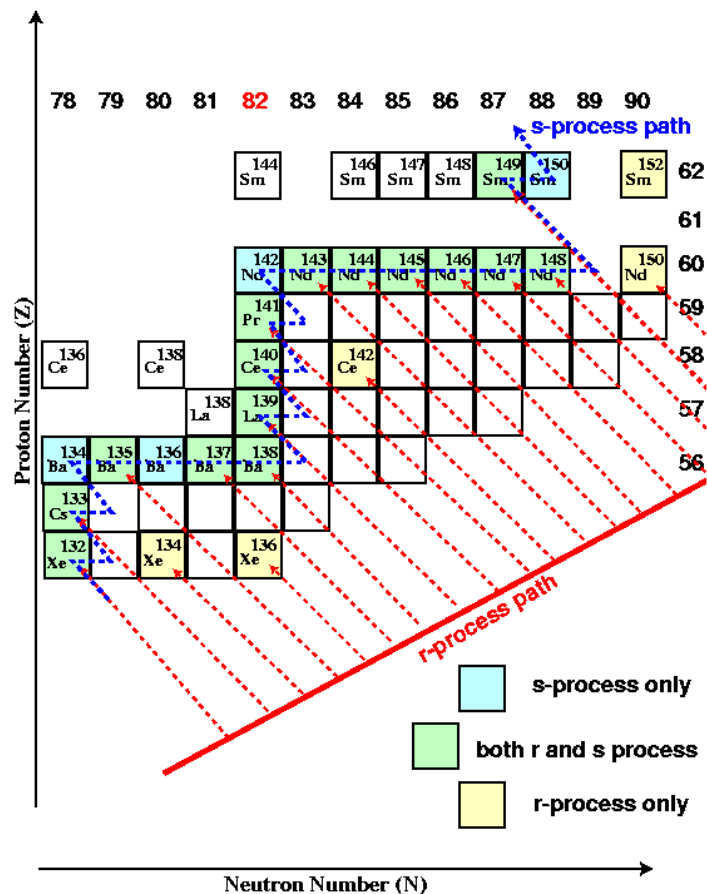 78 79 80 81 82 83 84 85 86 87 88 89 90
s-process path
144 Sm 146 Sm 147 Sm 148 Sm 149 Sm 150 Sm 152 Sm 62
61
142 Nd 143 Nd 144 Nd 145 Nd 146 Nd 147 Nd 148 Nd 150 Nd 60
141 Pr 59
136 Ce 138 Ce 140 Ce 142 Ce 58
138 La 139 La 57
134 Ba 135 Ba 136 Ba 137 Ba 138 Ba 56
133 Cs
132 Xe 134 Xe 136 Xe
Proton Number (Z)
r-process path
s-process only
both r and s process
r-process only
Neutron Number (N)